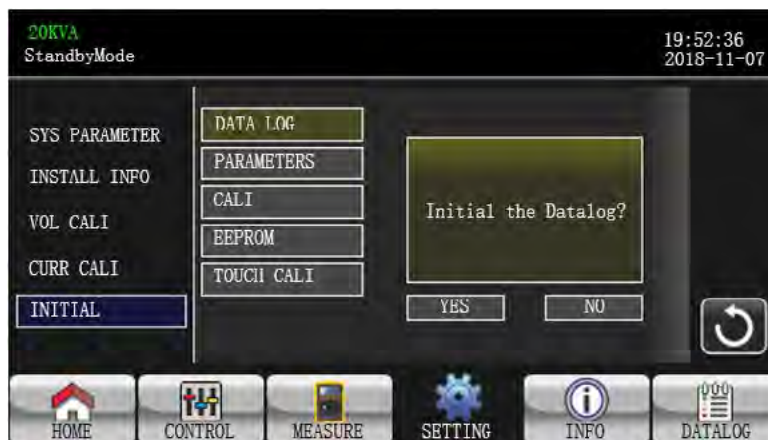 20KVA
StandbyMode
19:52:36
2018-11-07
SYS PARAMETER
INSTALL INFO
VOL CALI
CURR CALI
INITIAL
DATA LOG
PARAMETERS
CALI
EEPROM
TOUCH CALI
Initial the Datalog?
YES NO
HOME CONTROL MEASURE SETTING INFO DATALOG